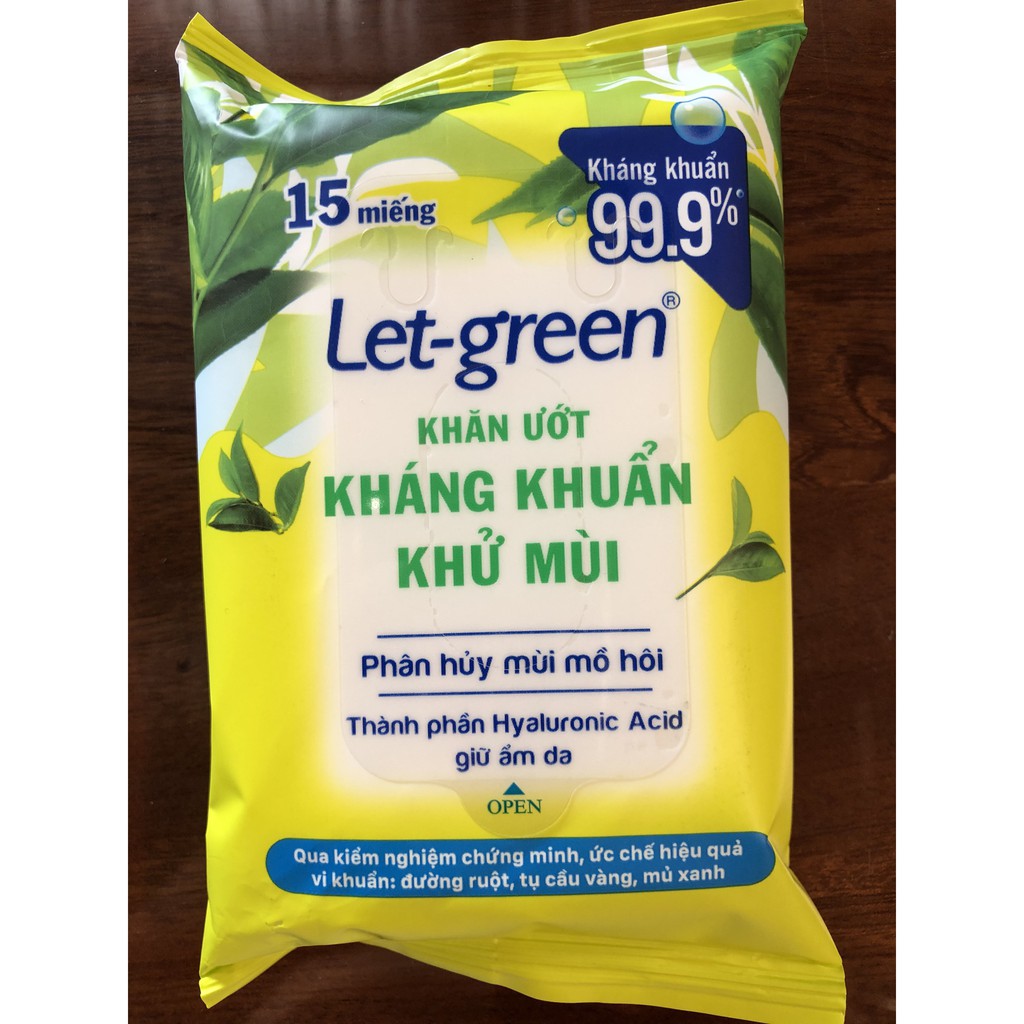 15 miếng
Kháng khuẩn
99.9%
Let-green®
KHĂN ƯỚT
KHÁNG KHUẨN
KHỬ MÙI
Phân hủy mùi mồ hôi
Thành phần Hyaluronic Acid
giữ ẩm da
OPEN
Qua kiểm nghiệm chứng minh, ức chế hiệu quả
vi khuẩn: đường ruột, tụ cầu vàng, mủ xanh